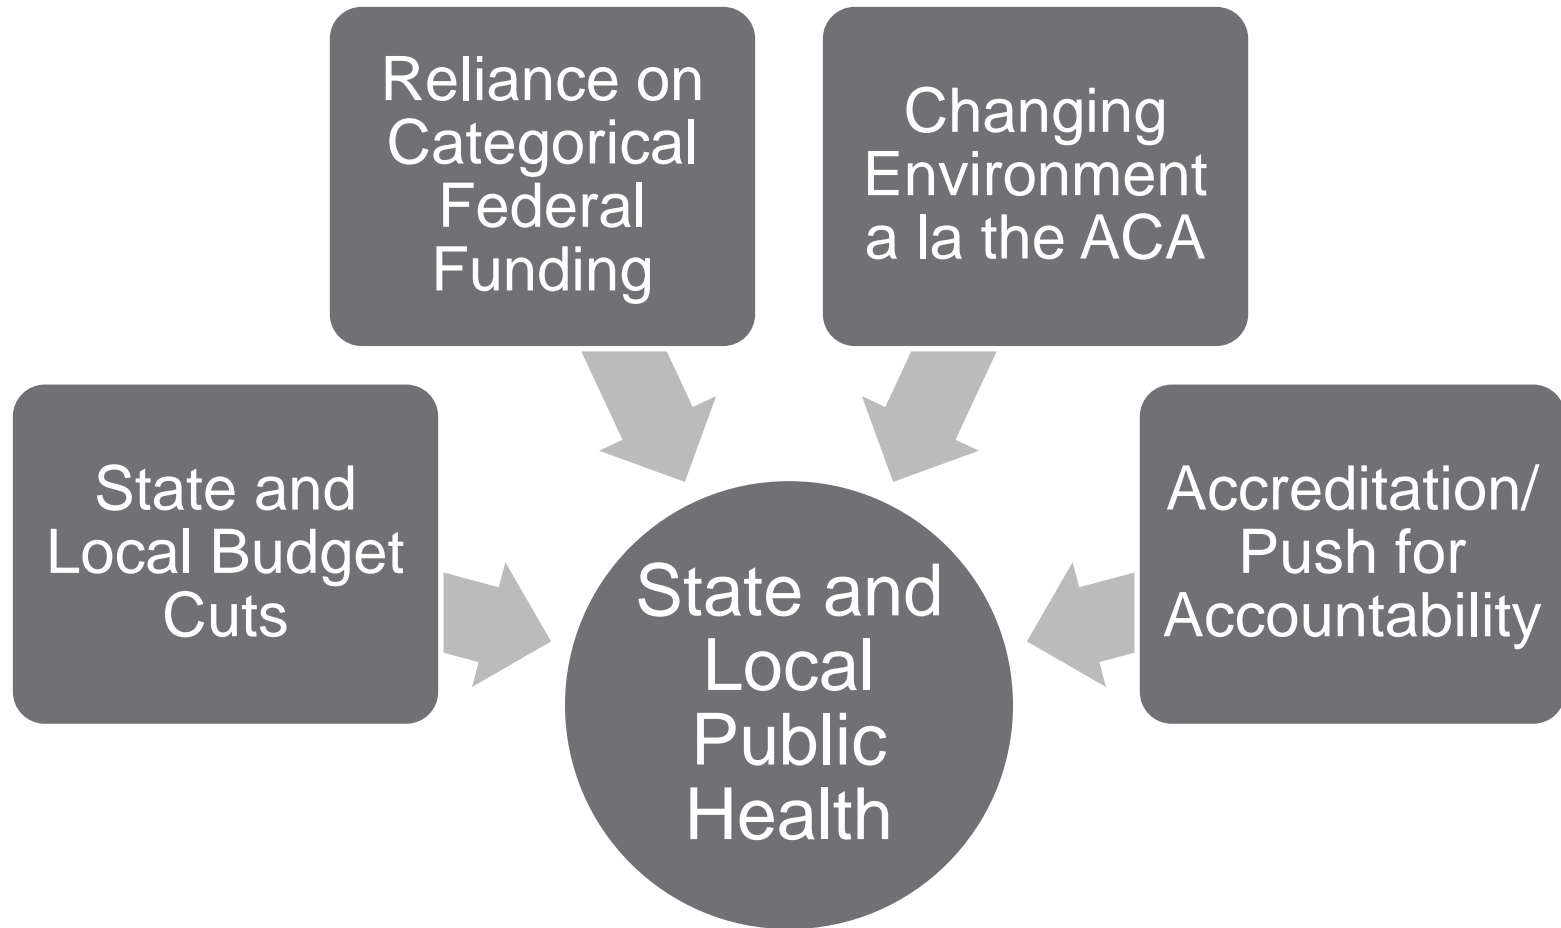 Reliance on
Categorical
Federal
Funding
Changing
Environment
a la the ACA
State and
Local Budget
Cuts
Accreditation/
Push for
Accountability
State and
Local
Public
Health